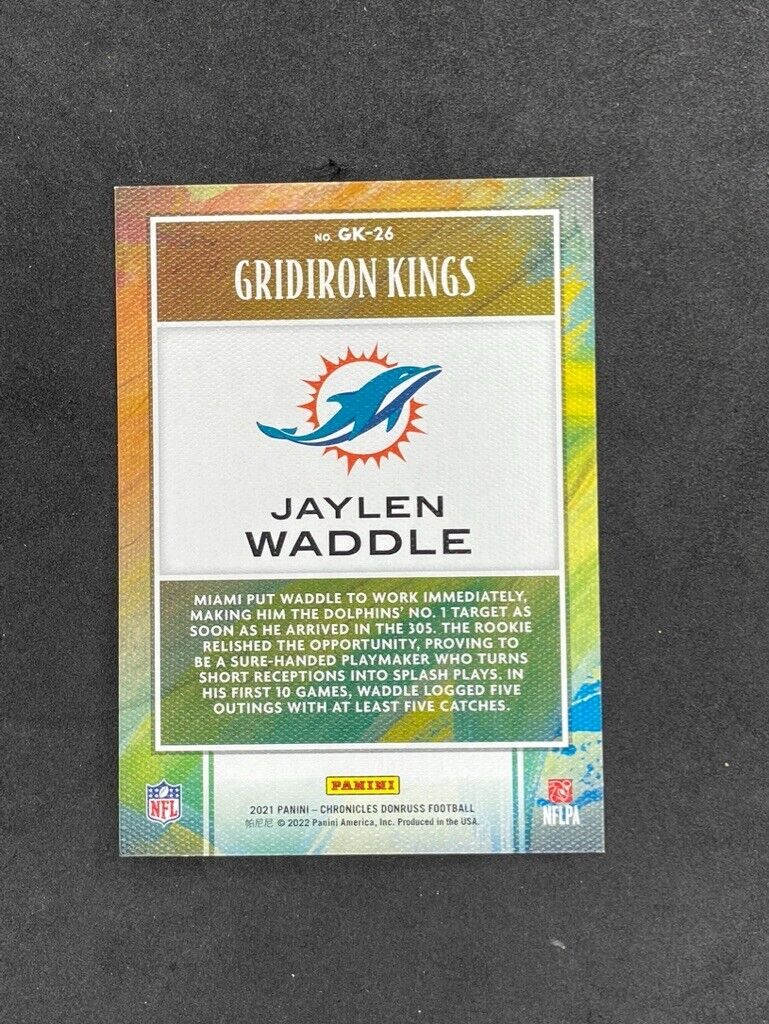 NO. GK-26
GRIDIRON KINGS
JAYLEN
WADDLE
MIAMI PUT WADDLE TO WORK IMMEDIATELY,
MAKING HIM THE DOLPHINS' NO. 1 TARGET AS
SOON AS HE ARRIVED IN THE 305. THE ROOKIE
RELISHED THE OPPORTUNITY, PROVING TO
BE A SURE-HANDED PLAYMAKER WHO TURNS
SHORT RECEPTIONS INTO SPLASH PLAYS. IN
HIS FIRST 10 GAMES, WADDLE LOGGED FIVE
OUTINGS WITH AT LEAST FIVE CATCHES.
PANINI
NFL
2021 PANINI – CHRONICLES DONRUSS FOOTBALL
帕尼尼 © 2022 Panini America, Inc. Produced in the USA.
NFLPA